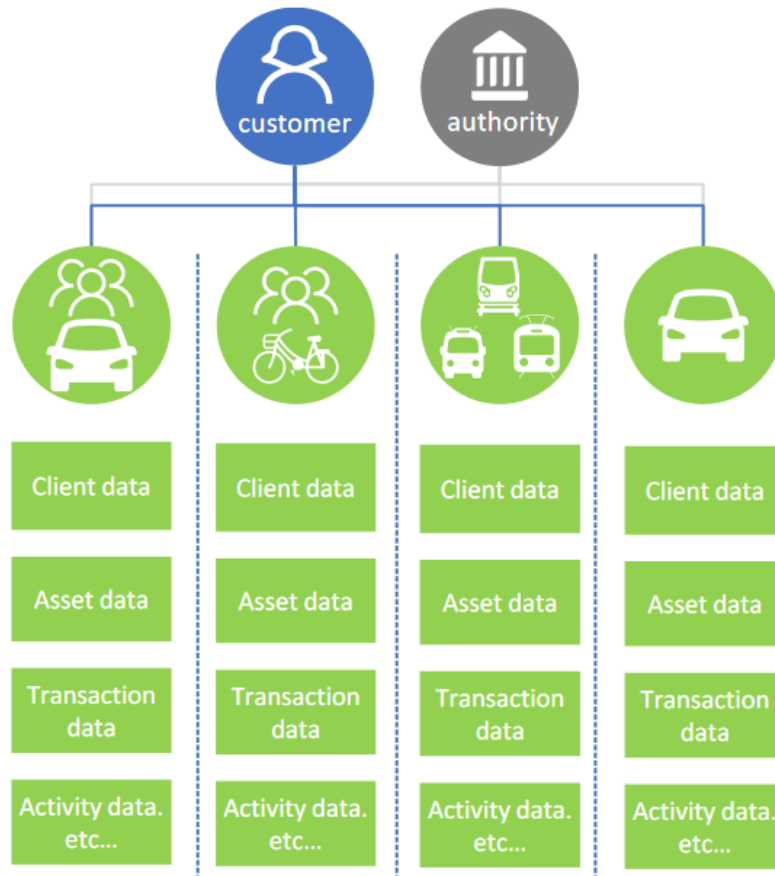 customer
authority
Client data
Client data
Client data
Client data
Asset data
Asset data
Asset data
Asset data
Transaction
data
Transaction
data
Transaction
data
Transaction
data
Activity data.
etc...
Activity data.
etc...
Activity data.
etc...
Activity data.
etc...